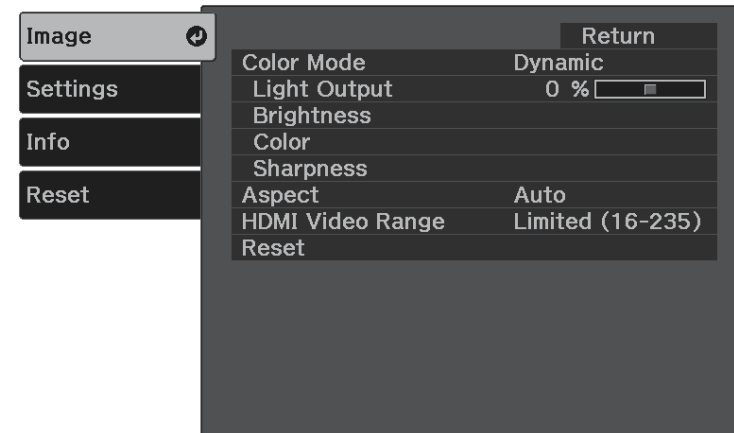 Image
Settings
Info
Reset
Return
Color Mode Dynamic
Light Output 0 %
Brightness
Color
Sharpness
Aspect Auto
HDMI Video Range Limited (16-235)
Reset